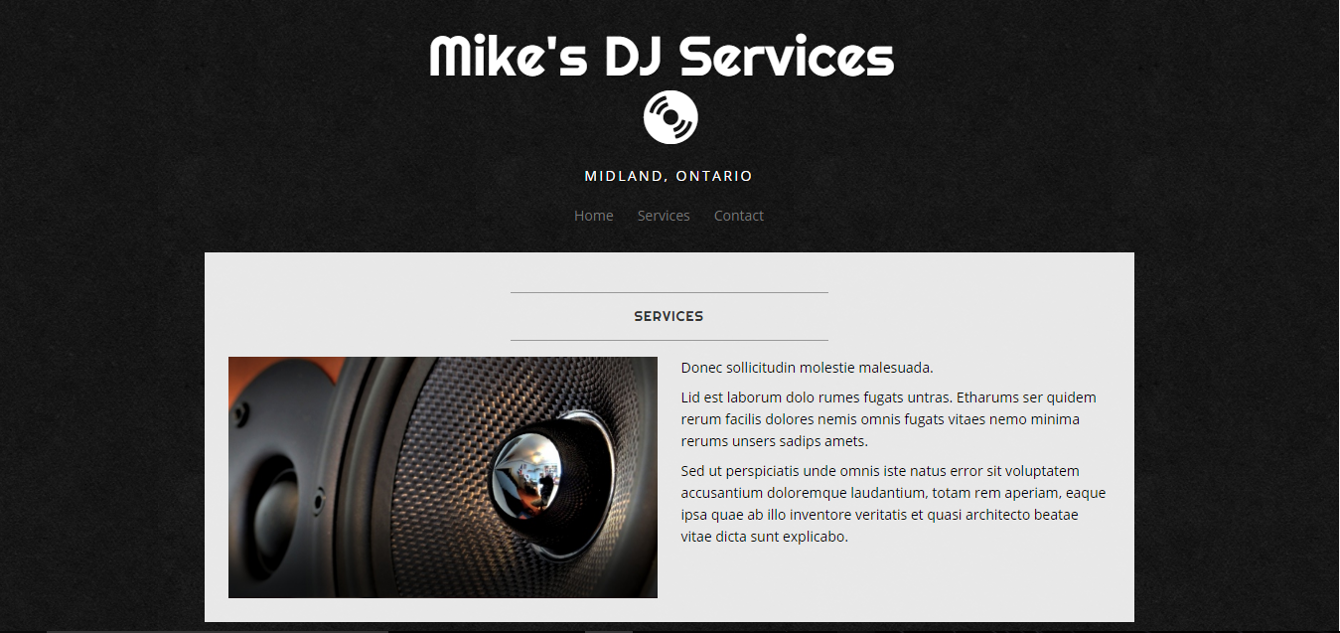 Mike's DJ Services
MIDLAND, ONTARIO
Home Services Contact
SERVICES
Donec sollicitudin molestie malesuada.
Lid est laborum dolo rumes fugats untras. Etharums ser quidem
rerum facilis dolores nemis omnis fugats vitaes nemo minima
rerums unsers sadips amets.
Sed ut perspiciatis unde omnis iste natus error sit voluptatem
accusantium doloremque laudantium, totam rem aperiam, eaque
ipsa quae ab illo inventore veritatis et quasi architecto beatae
vitae dicta sunt explicabo.